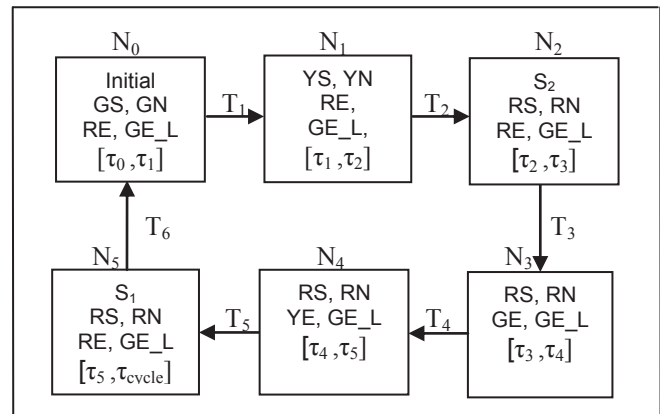 N₀
Initial
GS, GN
RE, GE_L
[τ₀ ,τ₁]
T₁
N₁
YS, YN
RE,
GE_L,
[τ₁ ,τ₂]
T₂
N₂
S₂
RS, RN
RE, GE_L
[τ₂ ,τ₃]
T₃
N₃
RS, RN
GE, GE_L
[τ₃ ,τ₄]
T₄
N₄
RS, RN
YE, GE_L
[τ₄ ,τ₅]
T₅
N₅
S₁
RS, RN
RE, GE_L
[τ₅ ,τcycle]
T₆